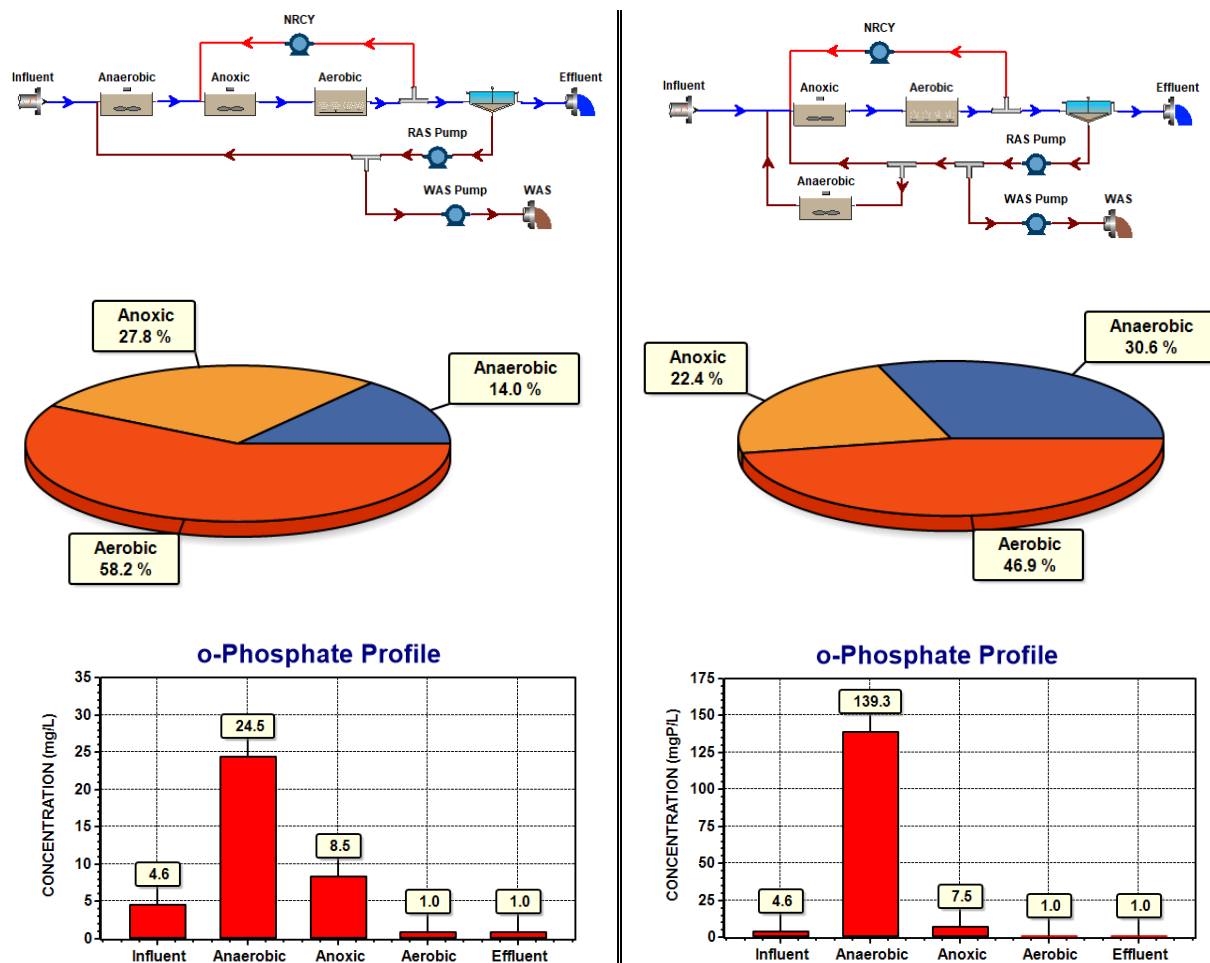 NRCY
Influent
Anaerobic
Anoxic
Aerobic
Effluent
RAS Pump
WAS Pump
WAS
Anoxic
27.8 %
Anaerobic
14.0 %
Aerobic
58.2 %
o-Phosphate Profile
CONCENTRATION (mg/L)
35
30
25
20
15
10
5
0
4.6
24.5
8.5
1.0
1.0
Influent
Anaerobic
Anoxic
Aerobic
Effluent
NRCY
Influent
Anoxic
Aerobic
Effluent
RAS Pump
Anaerobic
WAS Pump
WAS
Anaerobic
30.6 %
Anoxic
22.4 %
Aerobic
46.9 %
o-Phosphate Profile
CONCENTRATION (mgP/L)
175
150
125
100
75
50
25
0
4.6
139.3
7.5
1.0
1.0
Influent
Anaerobic
Anoxic
Aerobic
Effluent